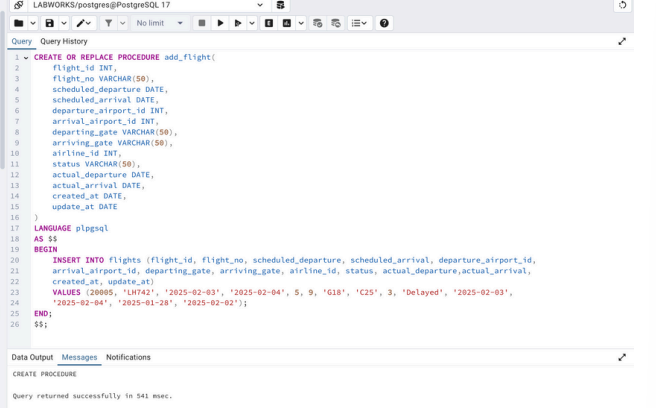 LABWORKS/postgres@PostgreSQL 17
No limit
Query Query History
1 CREATE OR REPLACE PROCEDURE add_flight(
2 flight_id INT,
3 flight_no VARCHAR(50),
4 scheduled_departure DATE,
5 scheduled_arrival DATE,
6 departure_airport_id INT,
7 arrival_airport_id INT,
8 departing_gate VARCHAR(50),
9 arriving_gate VARCHAR(50),
10 airline_id INT,
11 status VARCHAR(50),
12 actual_departure DATE,
13 actual_arrival DATE,
14 created_at DATE,
15 update_at DATE
16 )
17 LANGUAGE plpgsql
18 AS $$
19 BEGIN
20 INSERT INTO flights (flight_id, flight_no, scheduled_departure, scheduled_arrival, departure_airport_id,
21 arrival_airport_id, departing_gate, arriving_gate, airline_id, status, actual_departure,actual_arrival,
22 created_at, update_at)
23 VALUES (20005, 'LH742', '2025-02-03', '2025-02-04', 5, 9, 'G18', 'C25', 3, 'Delayed', '2025-02-03',
24 '2025-02-04', '2025-01-28', '2025-02-02');
25 END;
26 $$;
Data Output Messages Notifications
CREATE PROCEDURE
Query returned successfully in 541 msec.